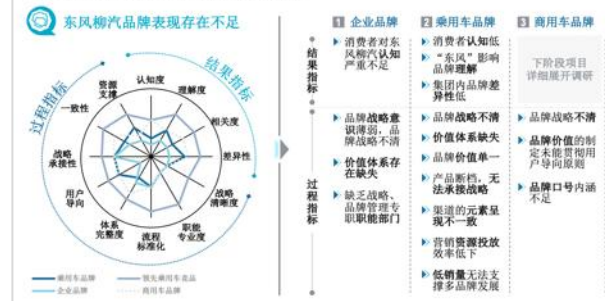 东风柳汽品牌表现存在不足
过程指标
结果指标
认知度
理解度
相关度
差异性
战略
清晰度
职能
专业度
流程
标准化
体系
完整度
用户
导向
战略
承接性
一致性
资源
支撑
乘用车品牌
领先乘用车竞品
企业品牌
商用车品牌
1 企业品牌
2 乘用车品牌
3 商用车品牌
结果指标
消费者对东
风柳汽认知
严重不足
消费者认知低
“东风”影响
品牌理解
集团内品牌差
异性低
下阶段项目
详细展开调研
过程指标
品牌战略意
识薄弱，品
牌战略不清
价值体系存
在缺失
缺乏战略、
品牌管理专
职职能部门
品牌战略不清
价值体系缺失
品牌价值单一
产品断档，无
法承接战略
渠道的元素呈
现不一致
营销资源投放
效率低下
低销量无法支
撑多品牌发展
品牌战略不清
品牌价值的制
定未能贯彻用
户导向原则
品牌口号内涵
不足